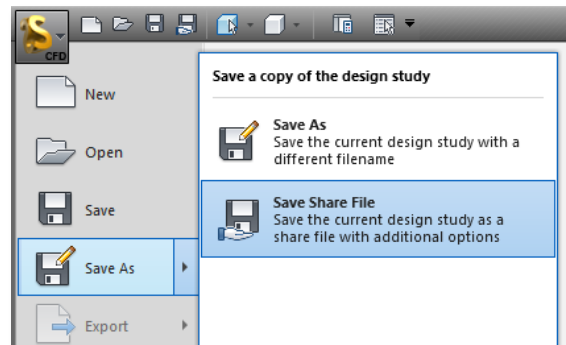 CFD
New
Open
Save
Save As
Export
Save a copy of the design study
Save As
Save the current design study with a
different filename
Save Share File
Save the current design study as a
share file with additional options